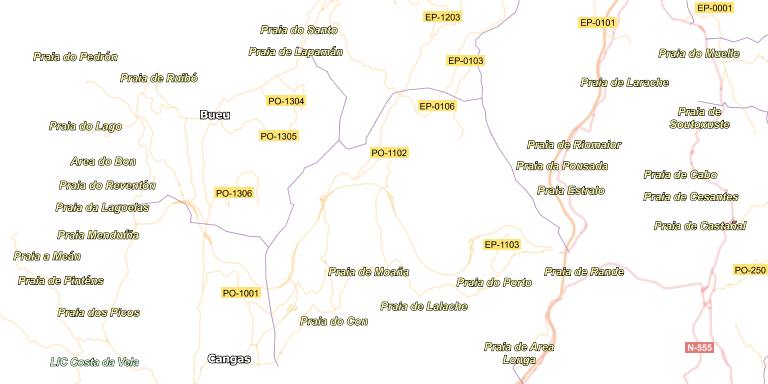 EP-0001
EP-1203
EP-0101
Praia do Santo
Praia de Lapamán
Praia do Muelle
Praia do Pedrón
EP-0103
Praia de Ruibó
Praia de Larache
PO-1304
EP-0106
Bueu
Praia de
Soutoxuste
Praia do Lago
PO-1305
Praia de Riomaior
PO-1102
Area do Bon
Praia da Pousada
Praia de Cabo
Praia do Reventón
Praia Estralo
PO-1306
Praia de Cesantes
Praia da Lagoelas
Praia de Castañal
Praia Menduíña
EP-1103
Praia a Meán
Praia de Moaña
Praia de Rande
PO-250
Praia de Pinténs
Praia do Porto
PO-1001
Praia de Lalache
Praia dos Picos
Praia do Con
N-555
Praia de Area
Longa
Cangas
LIC Costa da Vela